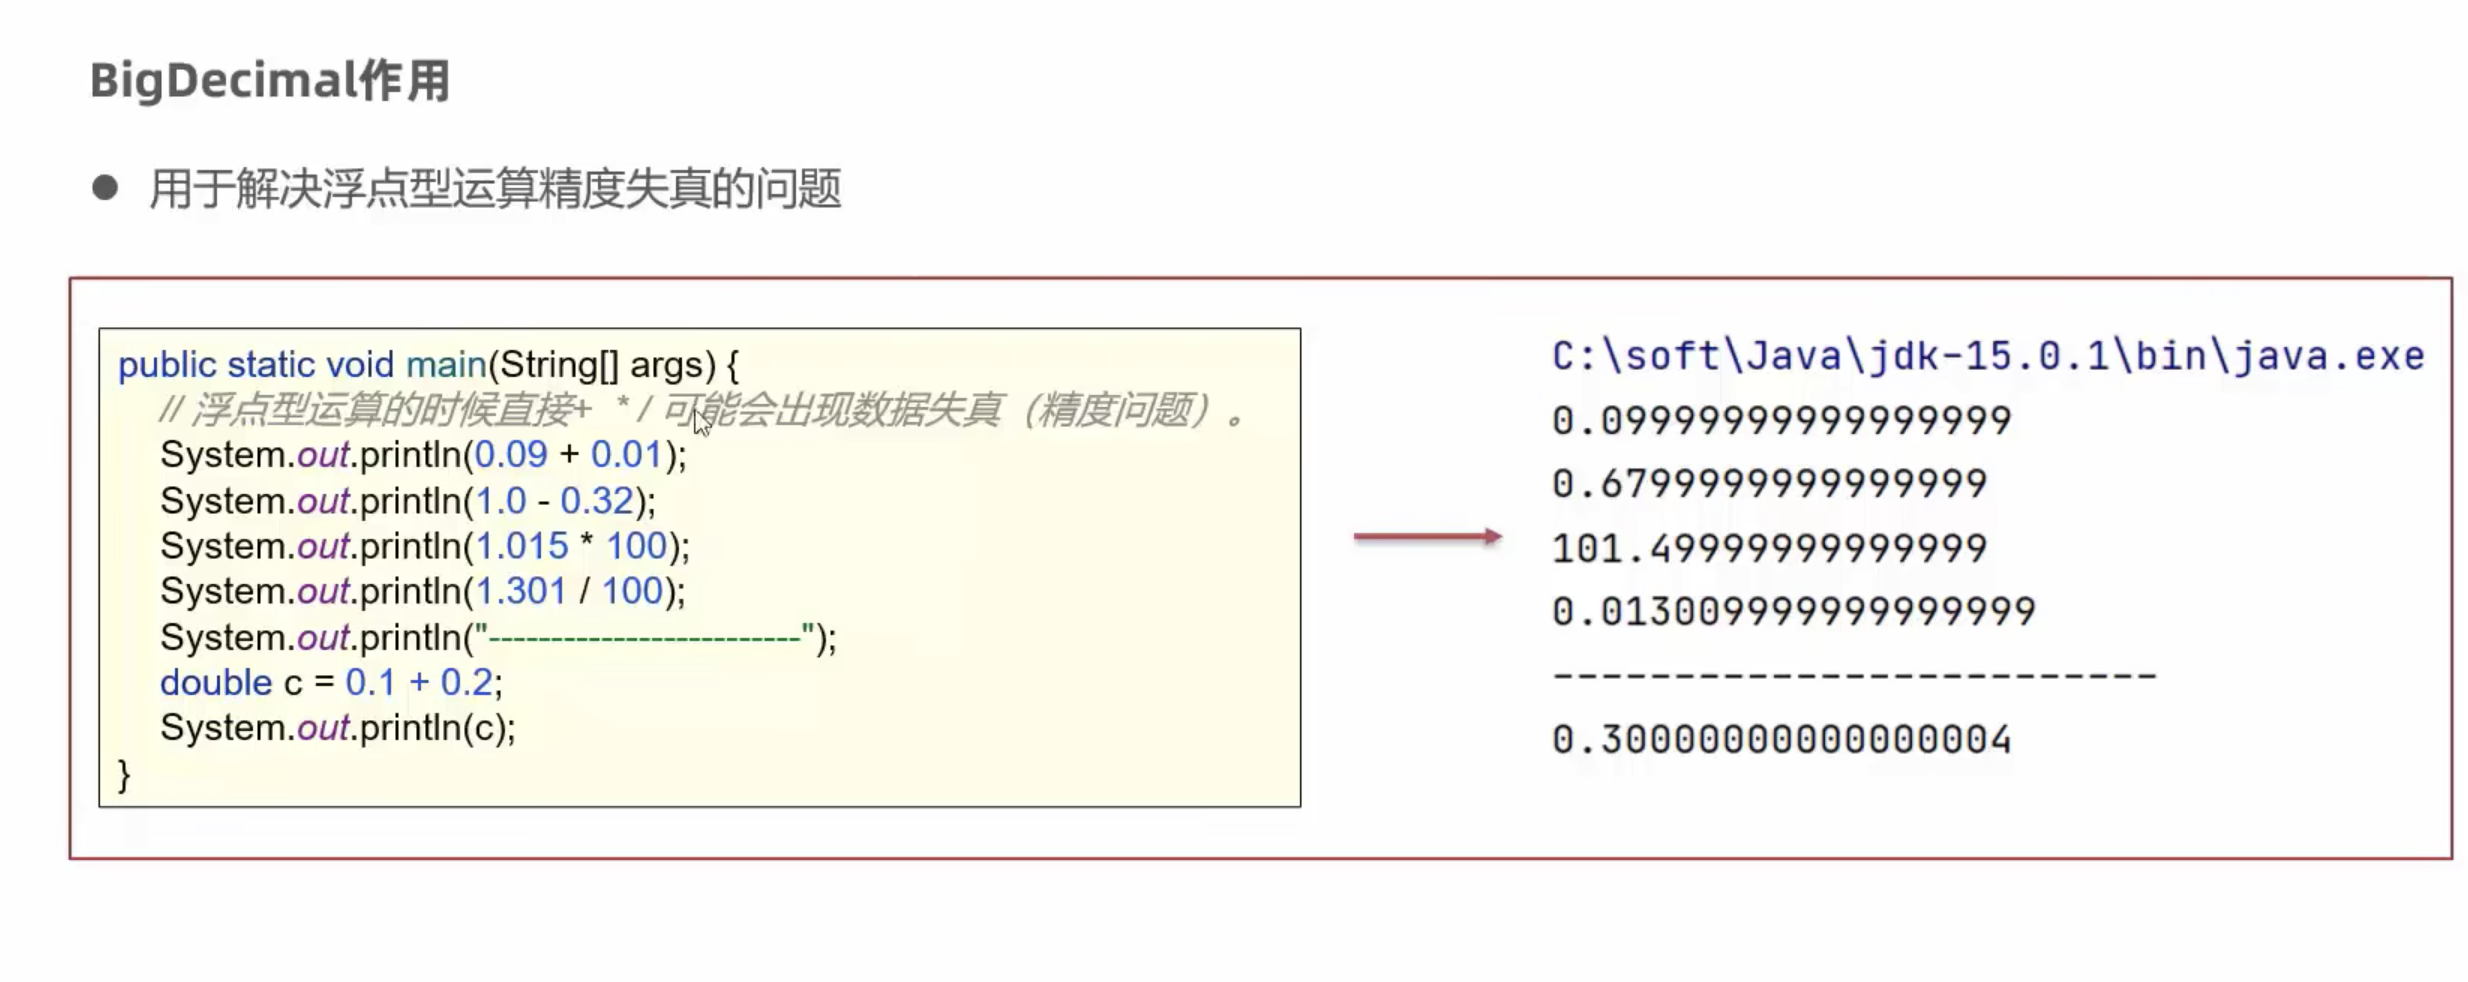 BigDecimal作用
● 用于解决浮点型运算精度失真的问题
public static void main(String[] args) {
// 浮点型运算的时候直接+ * / 可能会出现数据失真（精度问题）。
System.out.println(0.09 + 0.01);
System.out.println(1.0 - 0.32);
System.out.println(1.015 * 100);
System.out.println(1.301 / 100);
System.out.println("-------------------------");
double c = 0.1 + 0.2;
System.out.println(c);
}
C:\soft\Java\jdk-15.0.1\bin\java.exe
0.09999999999999999
0.6799999999999999
101.49999999999999
0.013009999999999999
-------------------------
0.30000000000000004